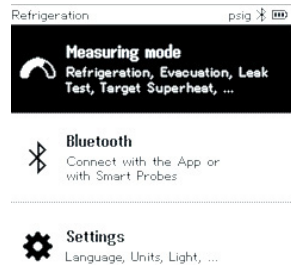 Refrigeration psig
Measuring mode
Refrigeration, Evacuation, Leak
Test, Target Superheat, ...
Bluetooth
Connect with the App or
with Smart Probes
Settings
Language, Units, Light, ...